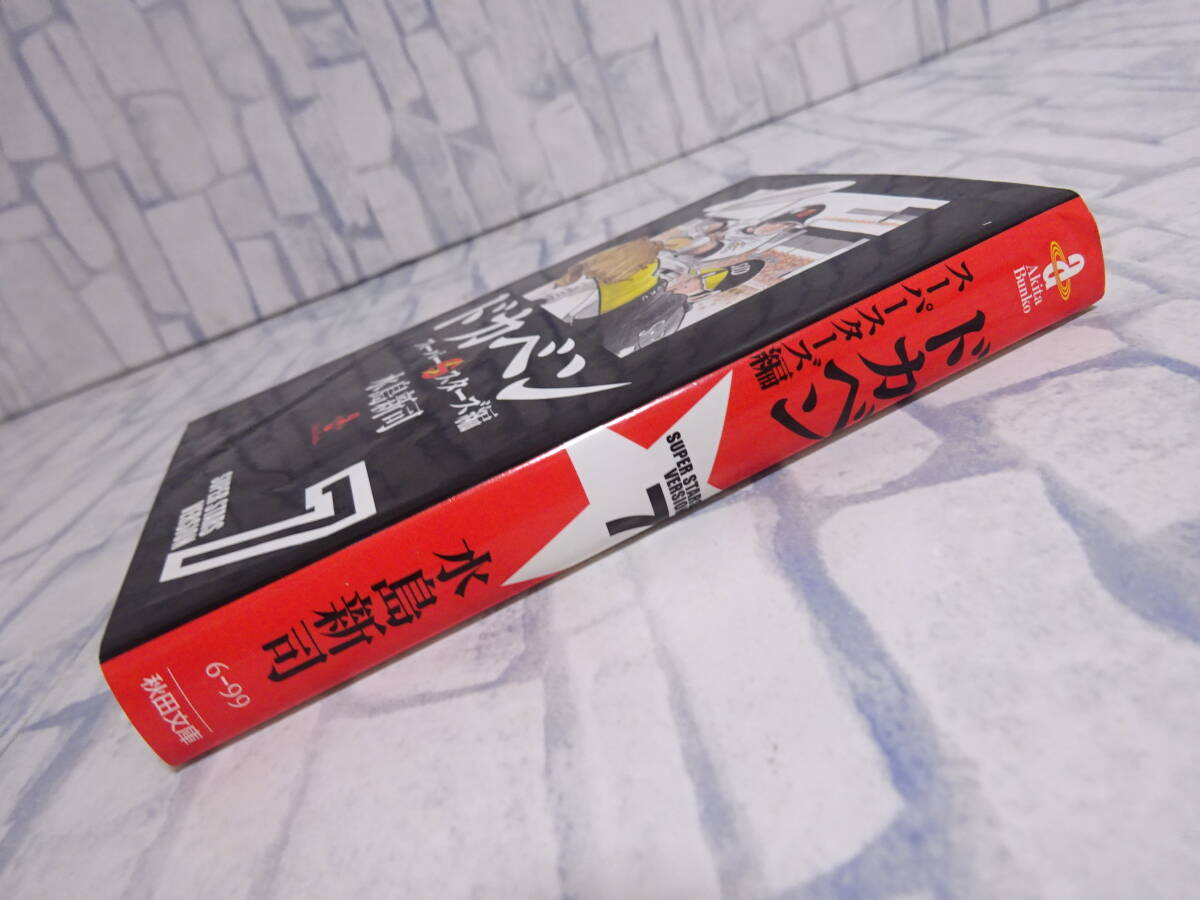 ドカベン
スーパースターズ編
水島新司
7
SUPER STARS
VERSION
Akita
Bunko
ドカベン
スーパースターズ編
SUPER STARS
VERSION
7
水島新司
6-99
秋田文庫